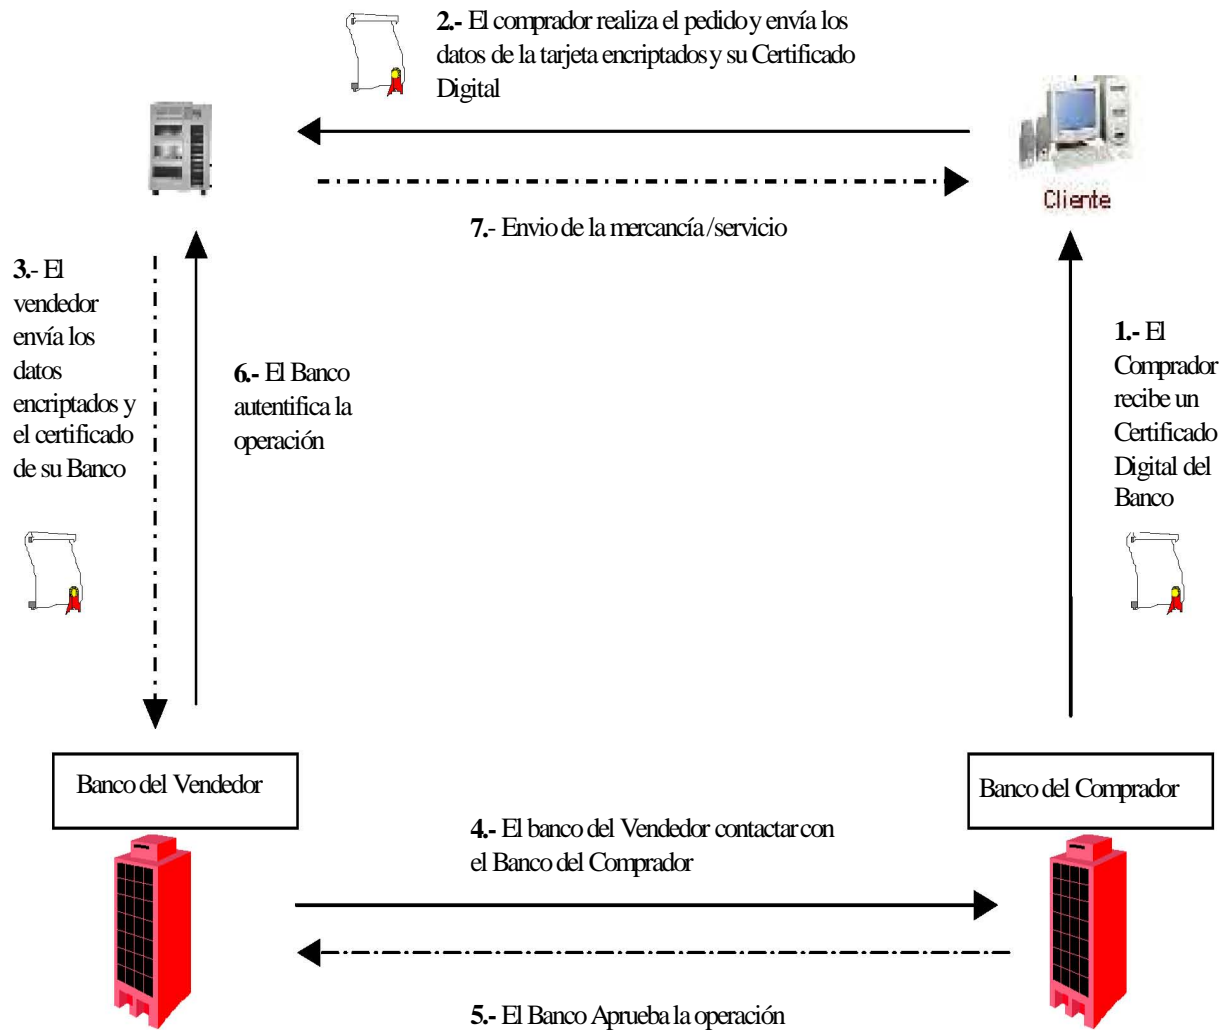 2.- El comprador realiza el pedido y envía los
datos de la tarjeta encriptados y su Certificado
Digital
Cliente
7.- Envio de la mercancía/servicio
3.- El
vendedor
envía los
datos
encriptados y
el certificado
de su Banco
6.- El Banco
autentifica la
operación
1.- El
Comprador
recibe un
Certificado
Digital del
Banco
Banco del Vendedor
Banco del Comprador
4.- El banco del Vendedor contactar con
el Banco del Comprador
5.- El Banco Aprueba la operación